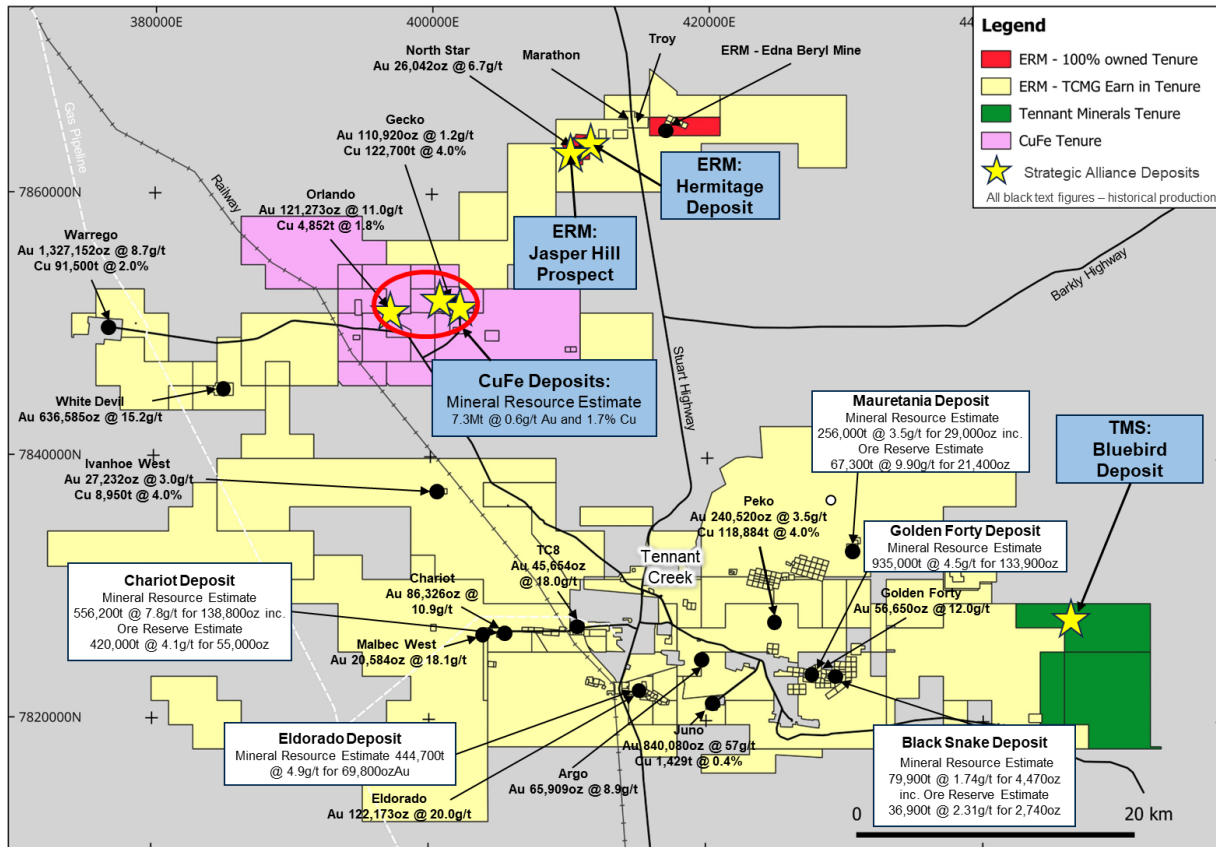 380000E
400000E
420000E
7860000N
7840000N
7820000N
Legend
ERM - 100% owned Tenure
ERM - TCMG Earn in Tenure
Tennant Minerals Tenure
CuFe Tenure
Strategic Alliance Deposits
All black text figures – historical production
North Star
Au 26,042oz @ 6.7g/t
Marathon
Troy
ERM - Edna Beryl Mine
Gas Pipeline
Railway
Gecko
Au 110,920oz @ 1.2g/t
Cu 122,700t @ 4.0%
Orlando
Au 121,273oz @ 11.0g/t
Cu 4,852t @ 1.8%
Warrego
Au 1,327,152oz @ 8.7g/t
Cu 91,500t @ 2.0%
ERM:
Hermitage
Deposit
ERM:
Jasper Hill
Prospect
Barkly Highway
Stuart Highway
CuFe Deposits:
Mineral Resource Estimate
7.3Mt @ 0.6g/t Au and 1.7% Cu
White Devil
Au 636,585oz @ 15.2g/t
Mauretania Deposit
Mineral Resource Estimate
256,000t @ 3.5g/t for 29,000oz inc.
Ore Reserve Estimate
67,300t @ 9.90g/t for 21,400oz
TMS:
Bluebird
Deposit
Ivanhoe West
Au 27,232oz @ 3.0g/t
Cu 8,950t @ 4.0%
Peko
Au 240,520oz @ 3.5g/t
Cu 118,884t @ 4.0%
Golden Forty Deposit
Mineral Resource Estimate
935,000t @ 4.5g/t for 133,900oz
Tennant
Creek
TC8
Au 45,654oz
@ 18.0g/t
Chariot Deposit
Mineral Resource Estimate
556,200t @ 7.8g/t for 138,800oz inc.
Ore Reserve Estimate
420,000t @ 4.1g/t for 55,000oz
Chariot
Au 86,326oz @
10.9g/t
Golden Forty
Au 56,650oz @ 12.0g/t
Malbec West
Au 20,584oz @ 18.1g/t
Eldorado Deposit
Mineral Resource Estimate 444,700t
@ 4.9g/t for 69,800ozAu
Juno
Au 840,080oz @ 57g/t
Cu 1,429t @ 0.4%
Black Snake Deposit
Mineral Resource Estimate
79,900t @ 1.74g/t for 4,470oz
inc. Ore Reserve Estimate
36,900t @ 2.31g/t for 2,740oz
Argo
Au 65,909oz @ 8.9g/t
Eldorado
Au 122,173oz @ 20.0g/t
0
20 km